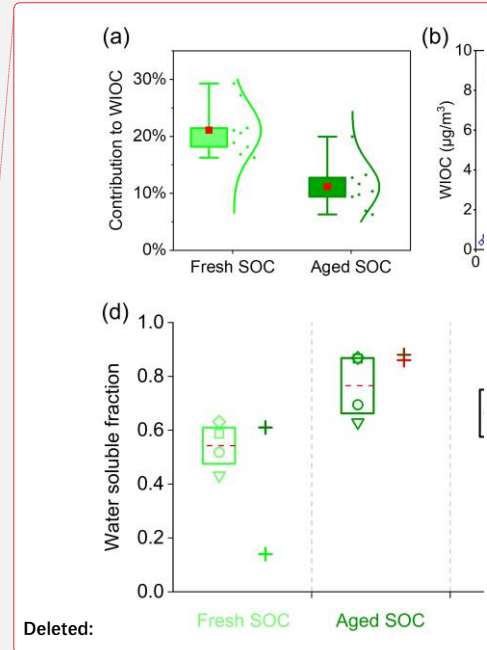 (a)
(b)
30%
20%
10%
0%
Contribution to WIOC
Fresh SOC
Aged SOC
10
8
6
4
2
0
0
WIOC (μg/m³)
(d)
1.0
0.8
0.6
0.4
0.2
0.0
Water soluble fraction
Fresh SOC
Aged SOC
Deleted: